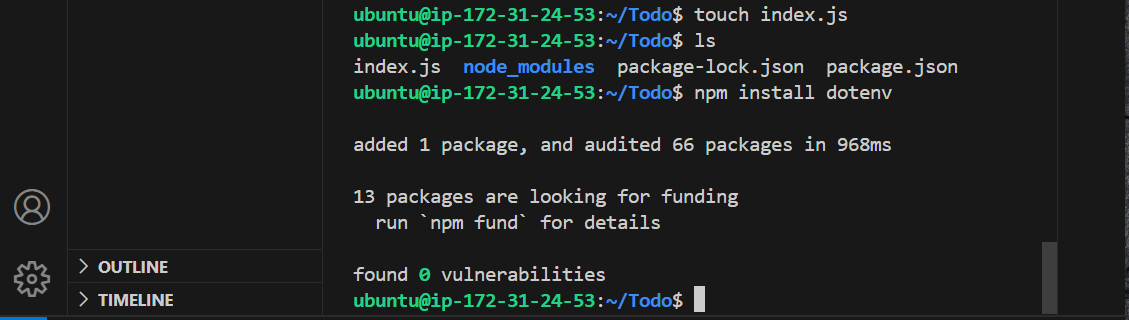 ubuntu@ip-172-31-24-53:~/Todo$ touch index.js
ubuntu@ip-172-31-24-53:~/Todo$ ls
index.js  node_modules  package-lock.json  package.json
ubuntu@ip-172-31-24-53:~/Todo$ npm install dotenv
added 1 package, and audited 66 packages in 968ms
13 packages are looking for funding
  run `npm fund` for details
found 0 vulnerabilities
ubuntu@ip-172-31-24-53:~/Todo$
OUTLINE
TIMELINE